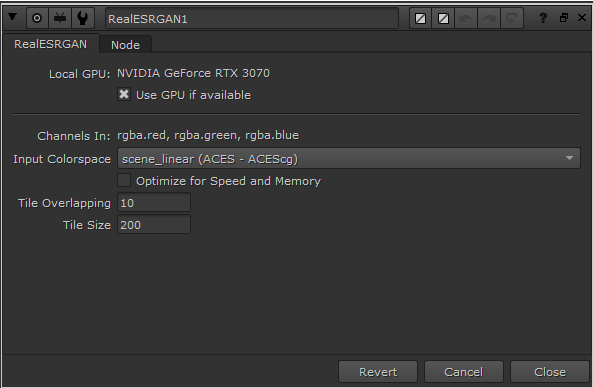 RealESRGAN1 ?
RealESRGAN Node
Local GPU: NVIDIA GeForce RTX 3070
Use GPU if available
Channels In: rgba.red, rgba.green, rgba.blue
Input Colorspace scene_linear (ACES - ACEScg)
Optimize for Speed and Memory
Tile Overlapping 10
Tile Size 200
Revert Cancel Close